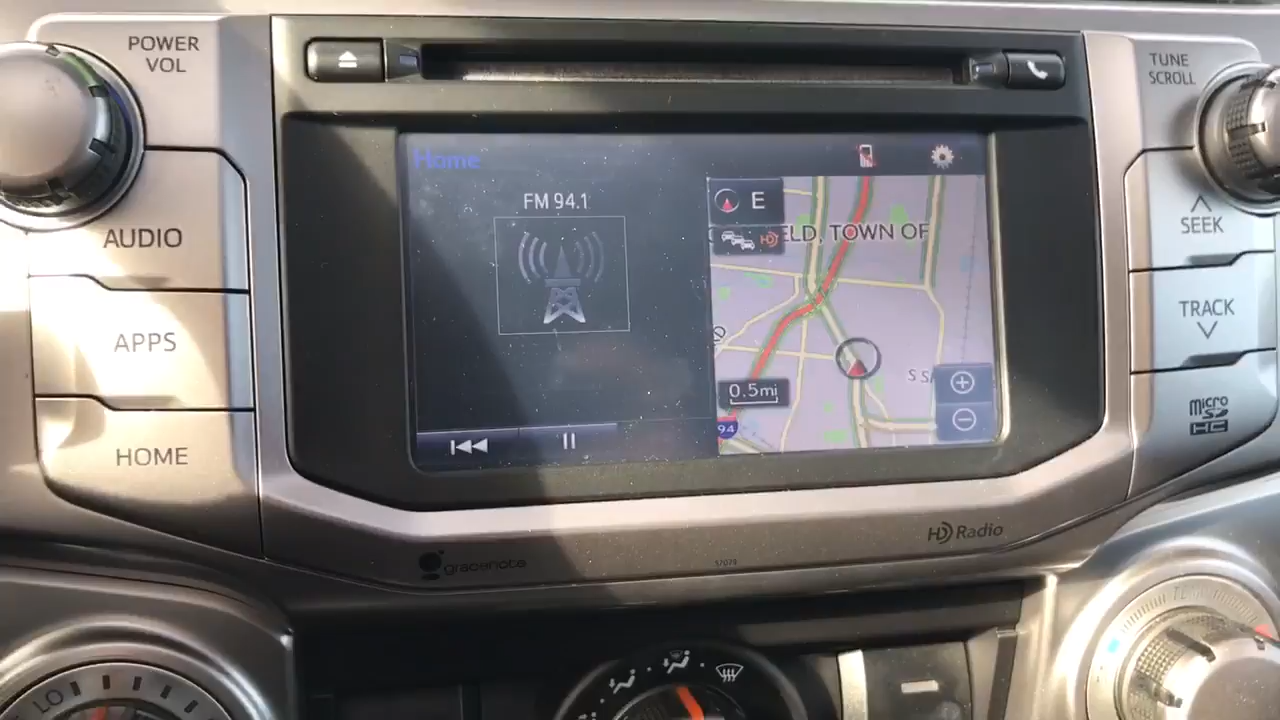 POWER
VOL
TUNE
SCROLL
Home
FM 94.1
E
ELD, TOWN OF
AUDIO
SEEK
APPS
TRACK
0.5mi
94
HOME
micro
SD
HC
HD Radio
gracenote
57078
LO